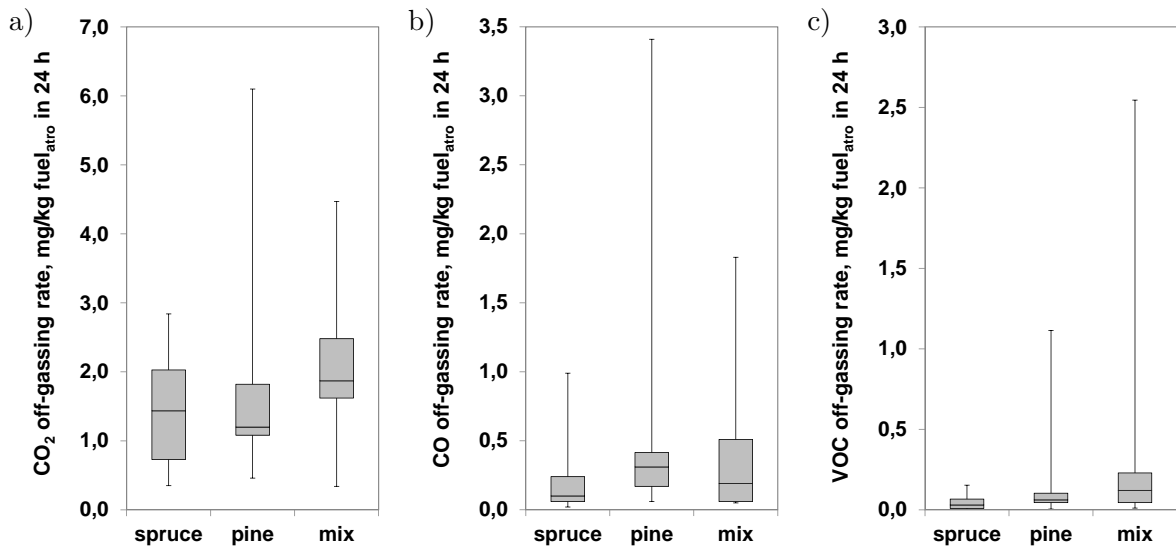 a)
CO₂ off-gassing rate, mg/kg fuelatro in 24 h
7,0
6,0
5,0
4,0
3,0
2,0
1,0
0,0
spruce pine mix
b)
CO off-gassing rate, mg/kg fuelatro in 24 h
3,5
3,0
2,5
2,0
1,5
1,0
0,5
0,0
spruce pine mix
c)
VOC off-gassing rate, mg/kg fuelatro in 24 h
3,0
2,5
2,0
1,5
1,0
0,5
0,0
spruce pine mix